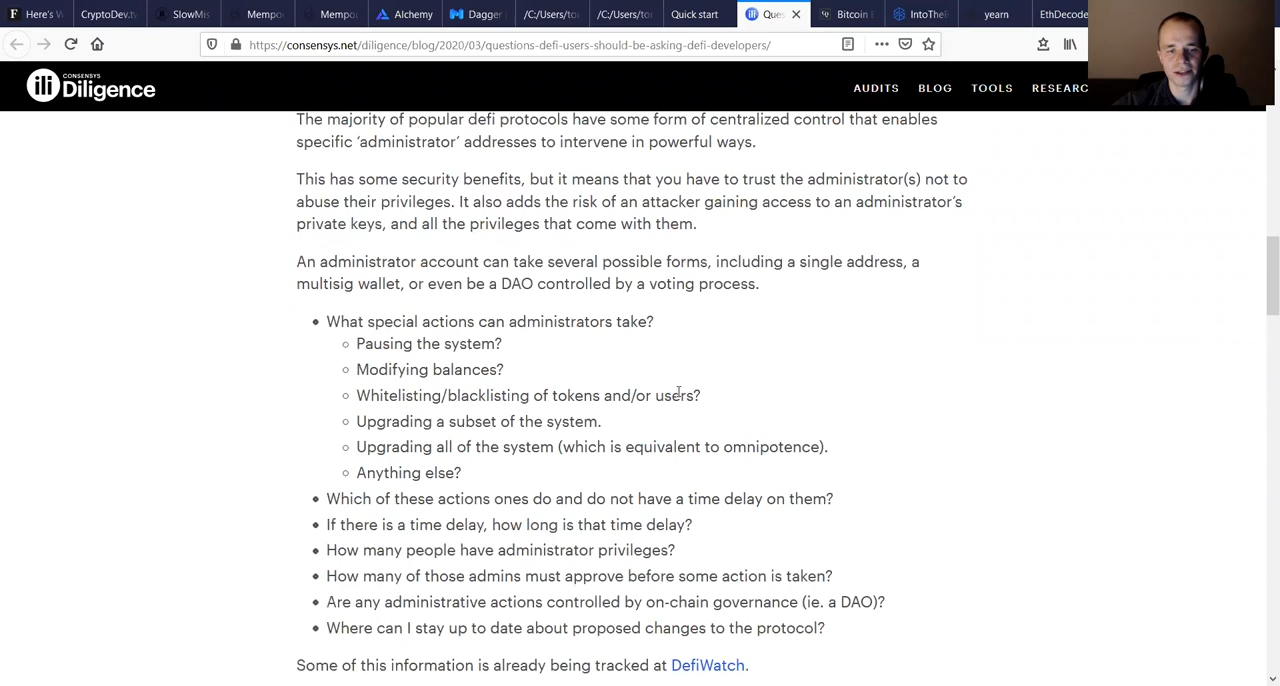 Here's W
CryptoDev.tv
SlowMis
Mempo
Mempou
Alchemy
Dagger
/C:/Users/to
/C:/Users/tor
Quick start
Ques
Bitcoin E
IntoTheB
yearn
EthDecode
https://consensys.net/diligence/blog/2020/03/questions-defi-users-should-be-asking-defi-developers/
CONSENSYS
Diligence
AUDITS BLOG TOOLS RESEARC
The majority of popular defi protocols have some form of centralized control that enables
specific ‘administrator’ addresses to intervene in powerful ways.
This has some security benefits, but it means that you have to trust the administrator(s) not to
abuse their privileges. It also adds the risk of an attacker gaining access to an administrator’s
private keys, and all the privileges that come with them.
An administrator account can take several possible forms, including a single address, a
multisig wallet, or even be a DAO controlled by a voting process.
• What special actions can administrators take?
◦ Pausing the system?
◦ Modifying balances?
◦ Whitelisting/blacklisting of tokens and/or users?
◦ Upgrading a subset of the system.
◦ Upgrading all of the system (which is equivalent to omnipotence).
◦ Anything else?
• Which of these actions ones do and do not have a time delay on them?
• If there is a time delay, how long is that time delay?
• How many people have administrator privileges?
• How many of those admins must approve before some action is taken?
• Are any administrative actions controlled by on-chain governance (ie. a DAO)?
• Where can I stay up to date about proposed changes to the protocol?
Some of this information is already being tracked at DefiWatch.